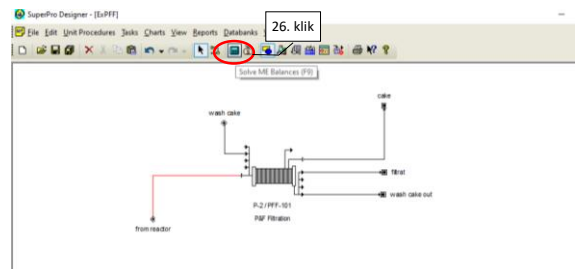 SuperPro Designer - [ExPFF]
File Edit Unit Procedures Tasks Charts View Reports Databanks
26. klik
Solve ME Balances (F9)
cake
wash cake
filtrat
wash cake out
P-2 / PFF-101
P&F Filtration
from reactor